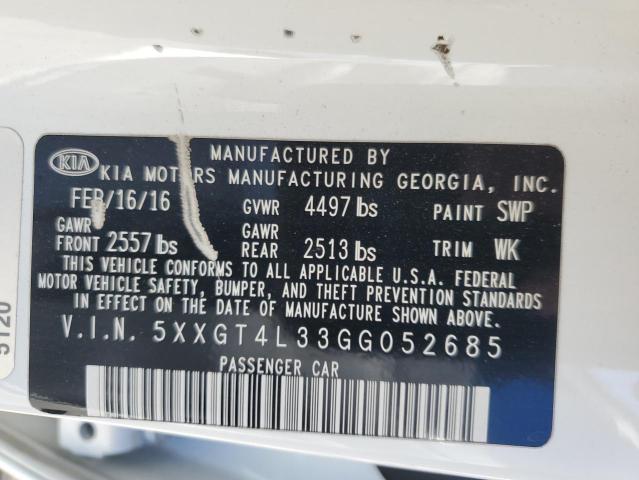 MANUFACTURED BY
KIA KIA MOTORS MANUFACTURING GEORGIA, INC.
FEB/16/16 GVWR 4497 lbs PAINT SWP
GAWR GAWR
FRONT 2557 lbs REAR 2513 lbs TRIM WK
THIS VEHICLE CONFORMS TO ALL APPLICABLE U.S.A. FEDERAL
MOTOR VEHICLE SAFETY, BUMPER, AND THEFT PREVENTION STANDARDS
IN EFFECT ON THE DATE OF MANUFACTURE SHOWN ABOVE.
V.I.N. 5XXGT4L33GG052685
PASSENGER CAR
5120